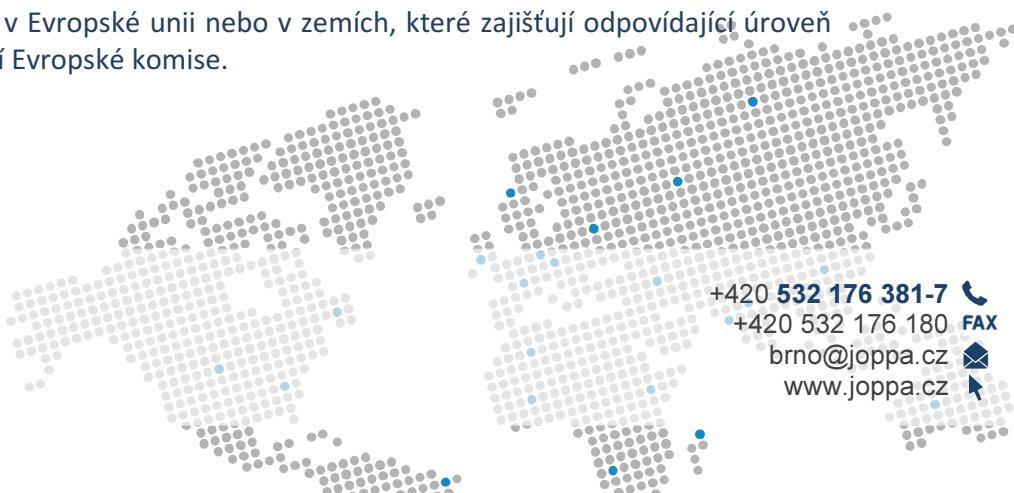 v Evropské unii nebo v zemích, které zajišťují odpovídající úroveň
í Evropské komise.
+420 532 176 381-7
+420 532 176 180 FAX
brno@joppa.cz
www.joppa.cz